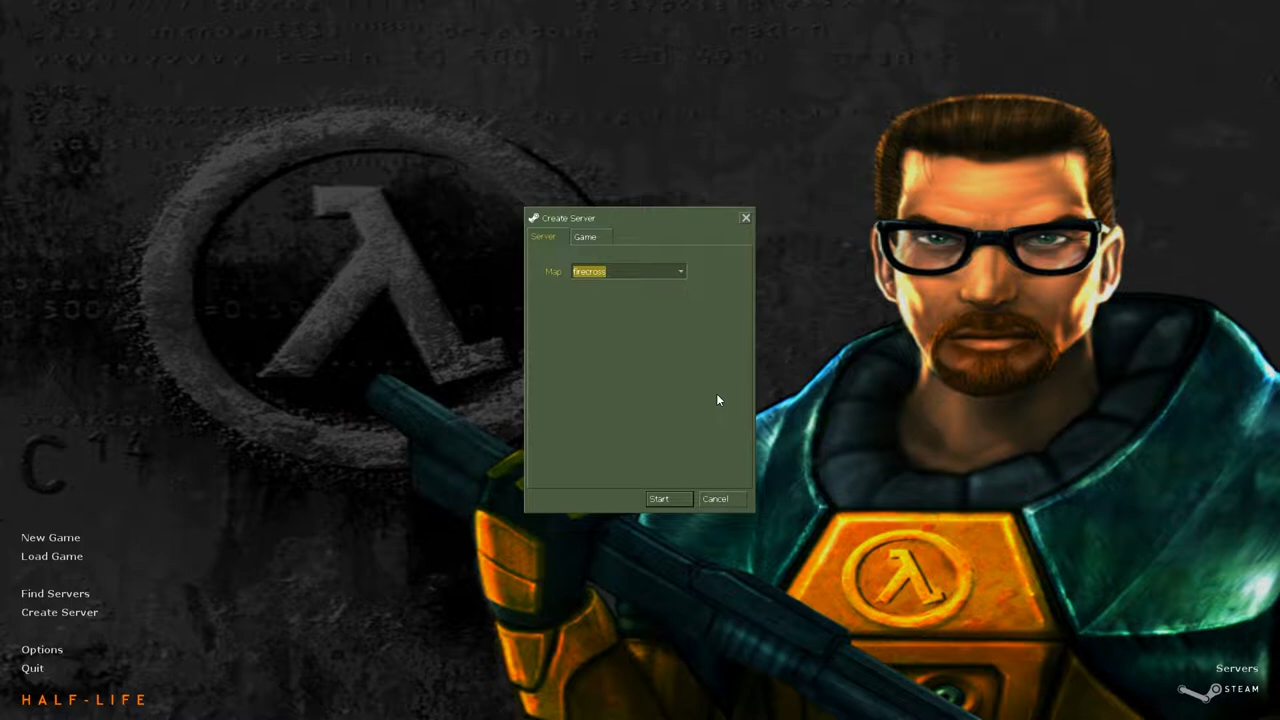 Create Server
Server
Game
Map
firecross
Start
Cancel
New Game
Load Game
Find Servers
Create Server
Options
Quit
HALF-LIFE
Servers
STEAM
C 14